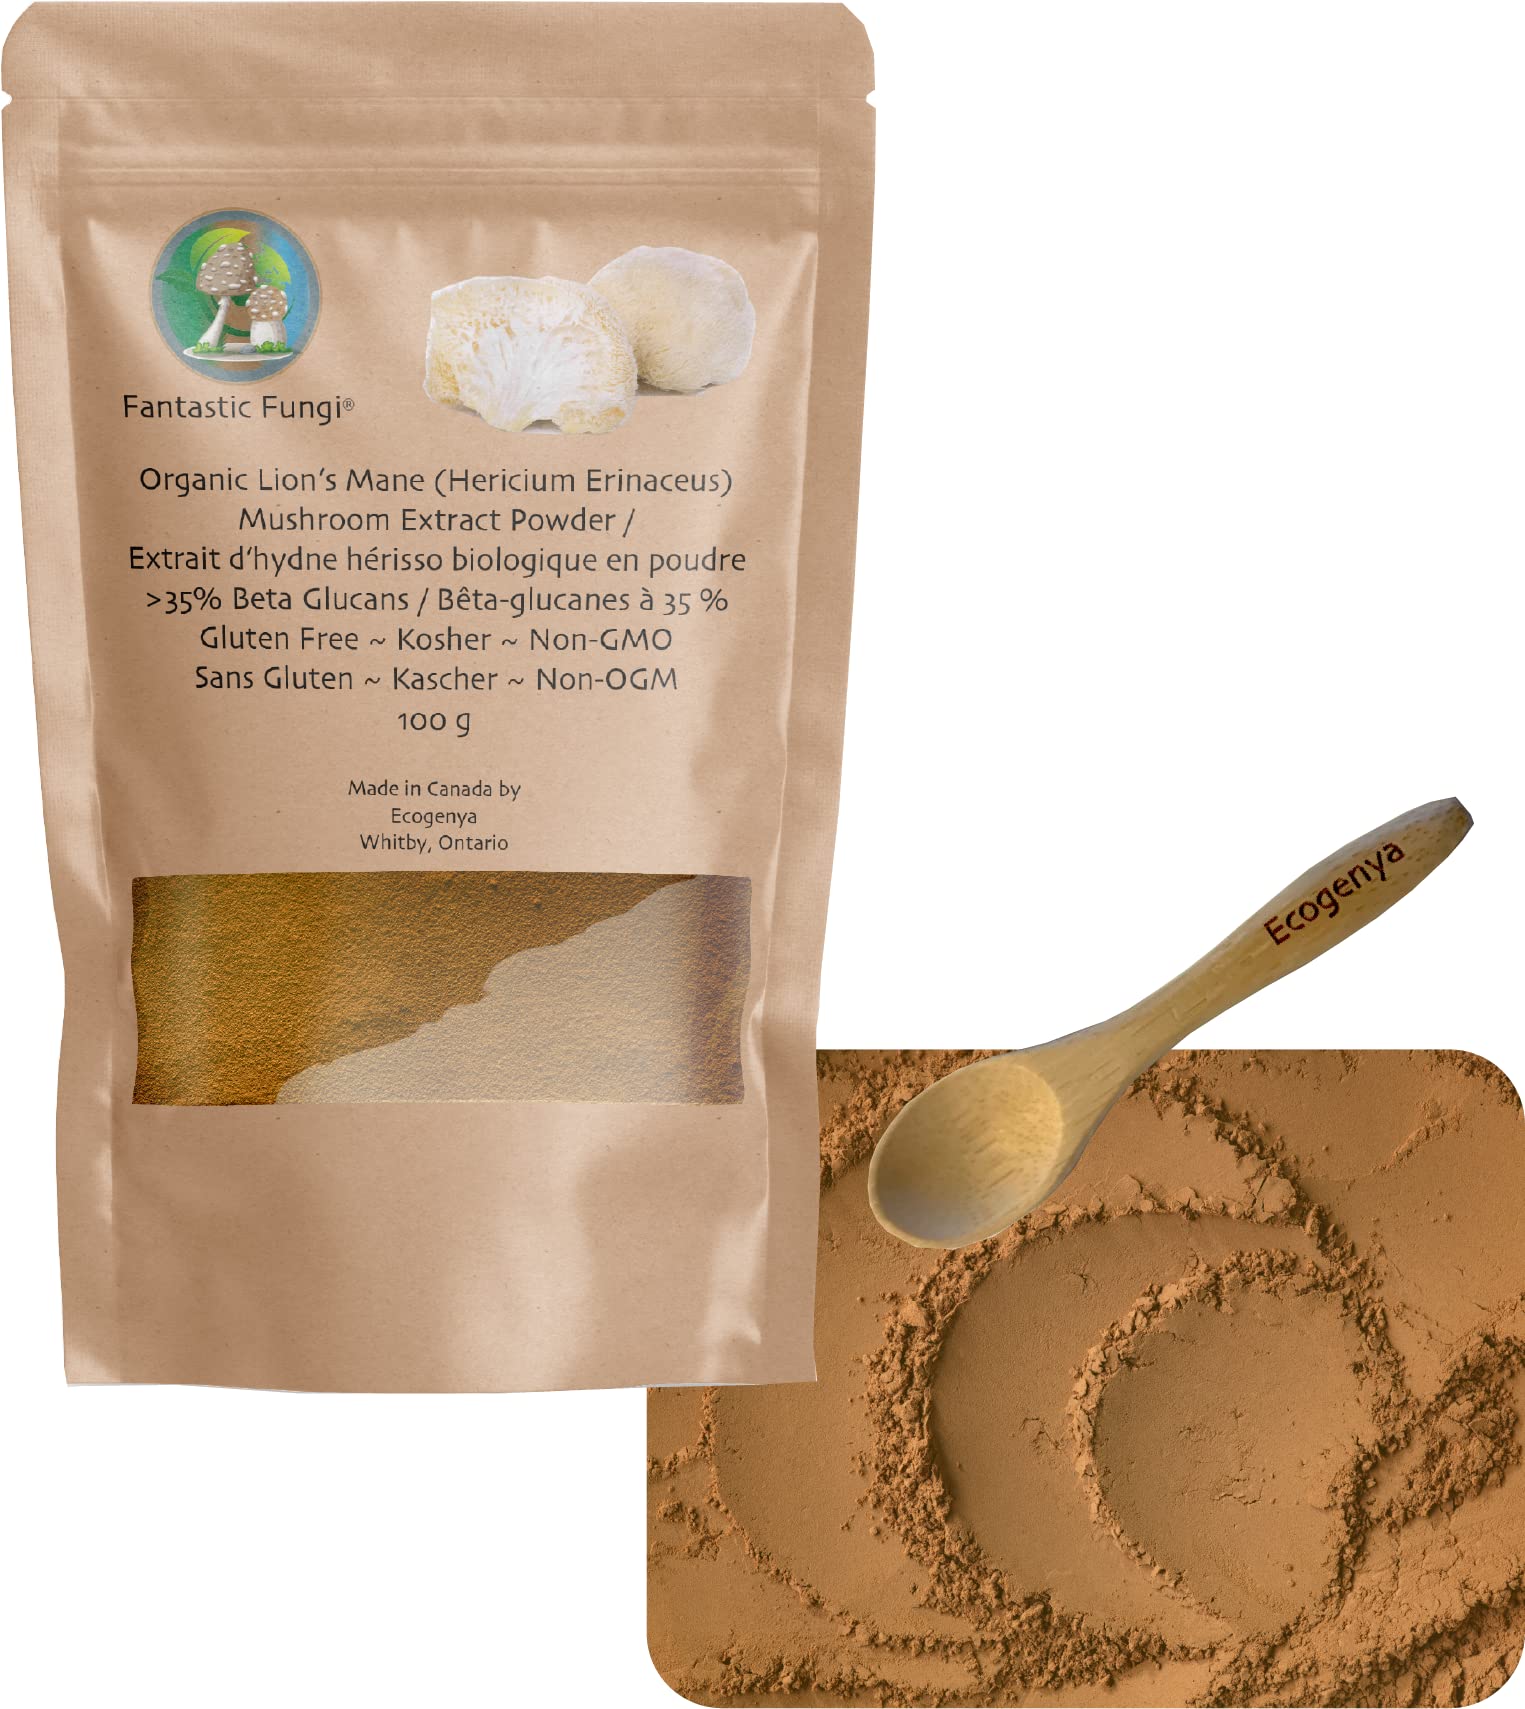 Fantastic Fungi®
Organic Lion's Mane (Hericium Erinaceus)
Mushroom Extract Powder /
Extrait d'hydne hérisso biologique en poudre
>35% Beta Glucans / Bêta-glucanes à 35 %
Gluten Free ~ Kosher ~ Non-GMO
Sans Gluten ~ Kascher ~ Non-OGM
100 g
Made in Canada by
Ecogenya
Whitby, Ontario
Ecogenya